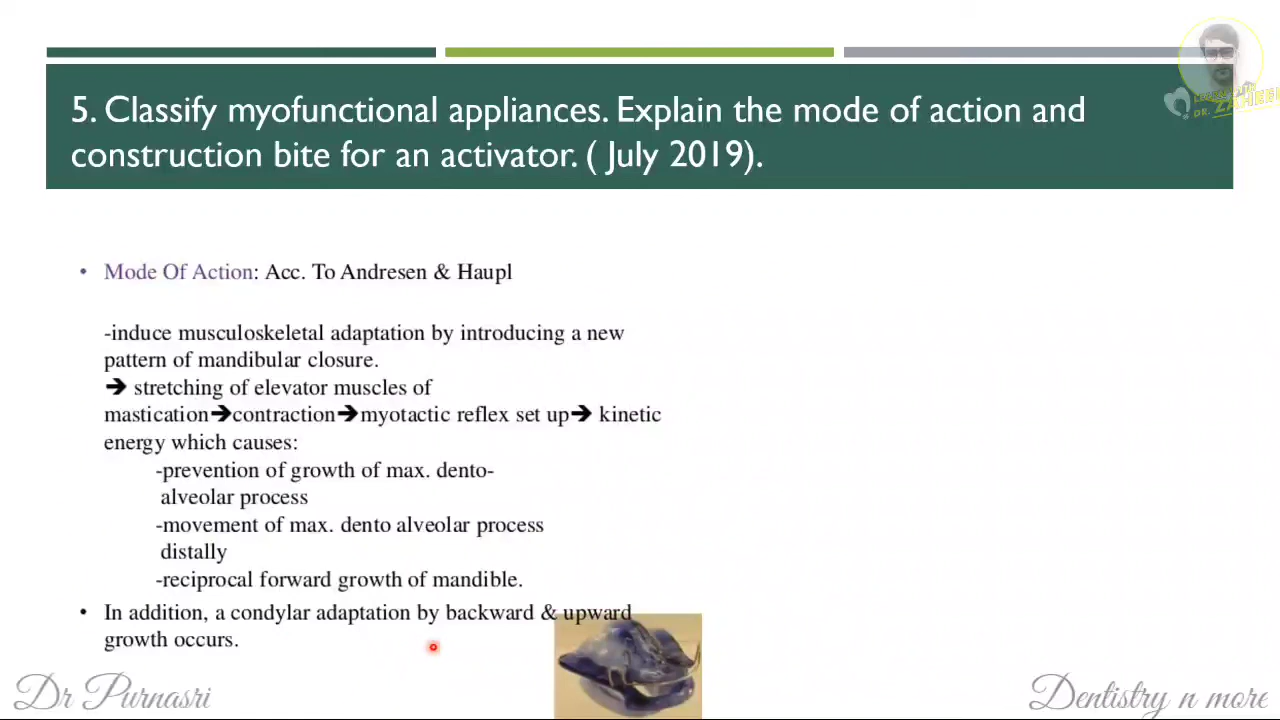 5. Classify myofunctional appliances. Explain the mode of action and
construction bite for an activator. ( July 2019).
• Mode Of Action: Acc. To Andresen & Haupl
-induce musculoskeletal adaptation by introducing a new
pattern of mandibular closure.
➔ stretching of elevator muscles of
mastication➔contraction➔myotactic reflex set up➔ kinetic
energy which causes:
-prevention of growth of max. dento-
alveolar process
-movement of max. dento alveolar process
distally
-reciprocal forward growth of mandible.
• In addition, a condylar adaptation by backward & upward
growth occurs.
Dr Purnasri
Dentistry n more
DR. ZAHEE